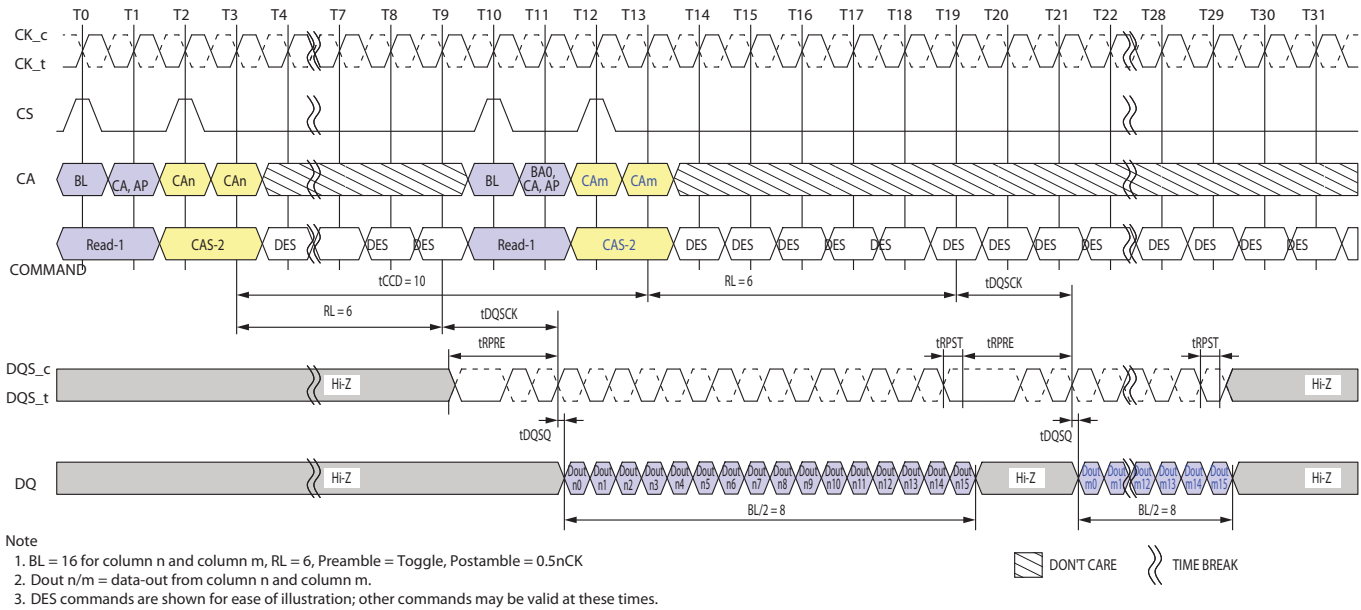 T0 T1 T2 T3 T4 T7 T8 T9 T10 T11 T12 T13 T14 T15 T16 T17 T18 T19 T20 T21 T22 T28 T29 T30 T31
CK_c
CK_t
CS
CA BL CA, AP CAn CAn BL BA0, CA, AP CAm CAm
Read-1 CAS-2 DES DES DES Read-1 CAS-2 DES DES DES DES DES DES DES DES DES DES DES DES DES
COMMAND
tCCD = 10 RL = 6 tDQSCK
RL = 6 tDQSCK
tRPRE tRPST tRPRE tRPST
DQS_c
DQS_t
Hi-Z Hi-Z
tDQSQ tDQSQ
DQ Hi-Z Dout n0 Dout n1 Dout n2 Dout n3 Dout n4 Dout n5 Dout n6 Dout n7 Dout n8 Dout n9 Dout n10 Dout n11 Dout n12 Dout n13 Dout n14 Dout n15 Hi-Z Dout m0 Dout m1 Dout m12 Dout m13 Dout m14 Dout m15 Hi-Z
BL/2 = 8 BL/2 = 8
Note
1. BL = 16 for column n and column m, RL = 6, Preamble = Toggle, Postamble = 0.5nCK
2. Dout n/m = data-out from column n and column m.
3. DES commands are shown for ease of illustration; other commands may be valid at these times.
DON'T CARE TIME BREAK